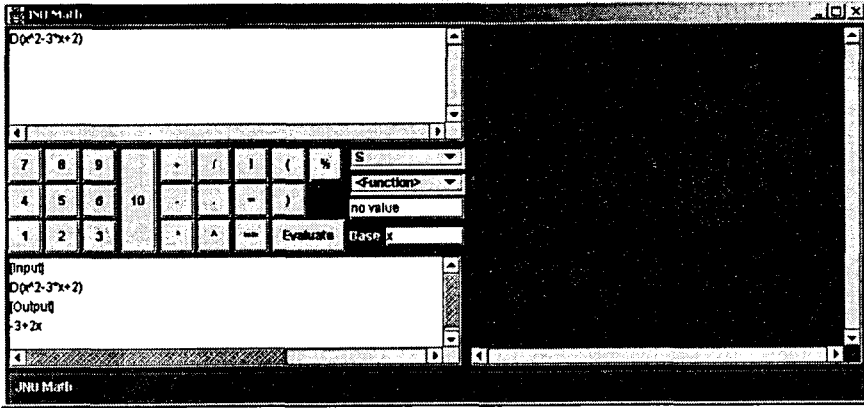 JNU Math
D(x^2-3*x+2)
7 8 9 + / ! ( %
S
<Function>
4 5 6 10 - . = )
no value
1 2 3 * ^ == Evaluate Base x
[Input]
D(x^2-3*x+2)
[Output]
-3+2x
JNU Math